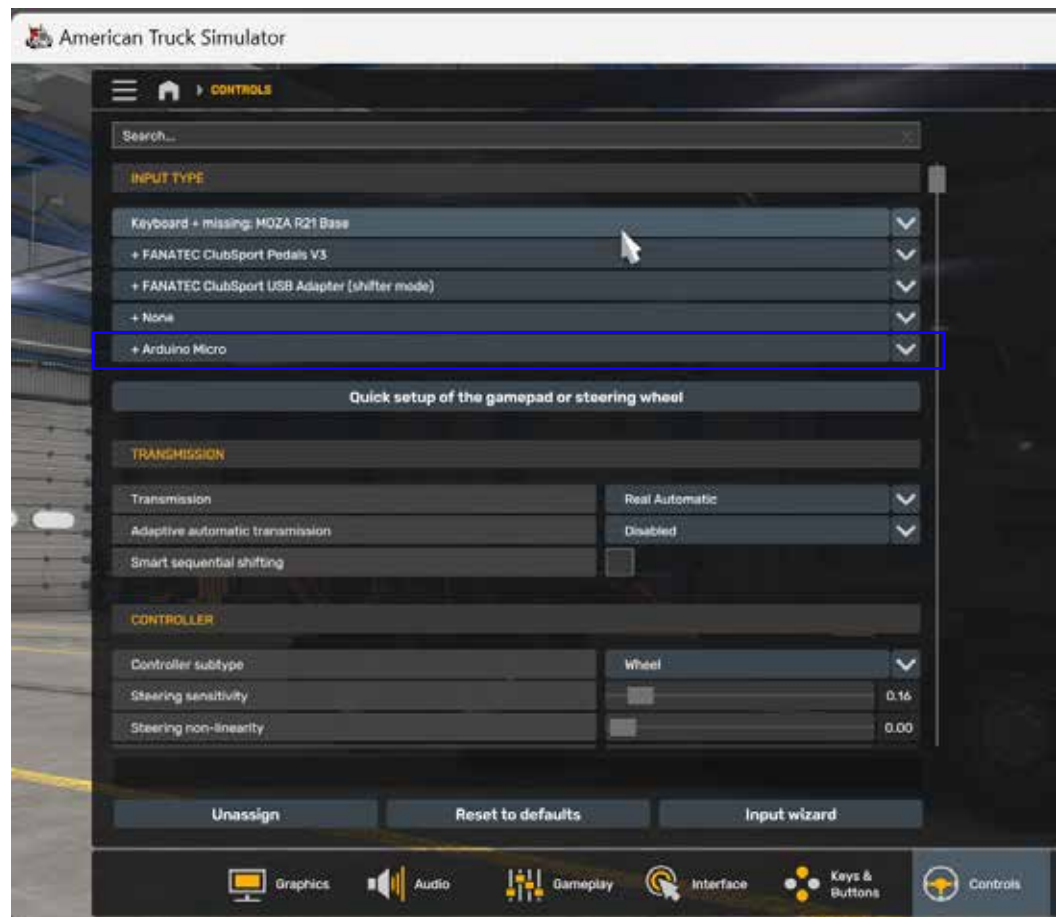 American Truck Simulator
CONTROLS
Search...
INPUT TYPE
Keyboard + missing: MOZA R21 Base
+ FANATEC ClubSport Pedals V3
+ FANATEC ClubSport USB Adapter (shifter mode)
+ None
+ Arduino Micro
Quick setup of the gamepad or steering wheel
TRANSMISSION
Transmission Real Automatic
Adaptive automatic transmission Disabled
Smart sequential shifting
CONTROLLER
Controller subtype Wheel
Steering sensitivity 0.16
Steering non-linearity 0.00
Unassign Reset to defaults Input wizard
Graphics Audio Gameplay Interface Keys & Buttons Controls